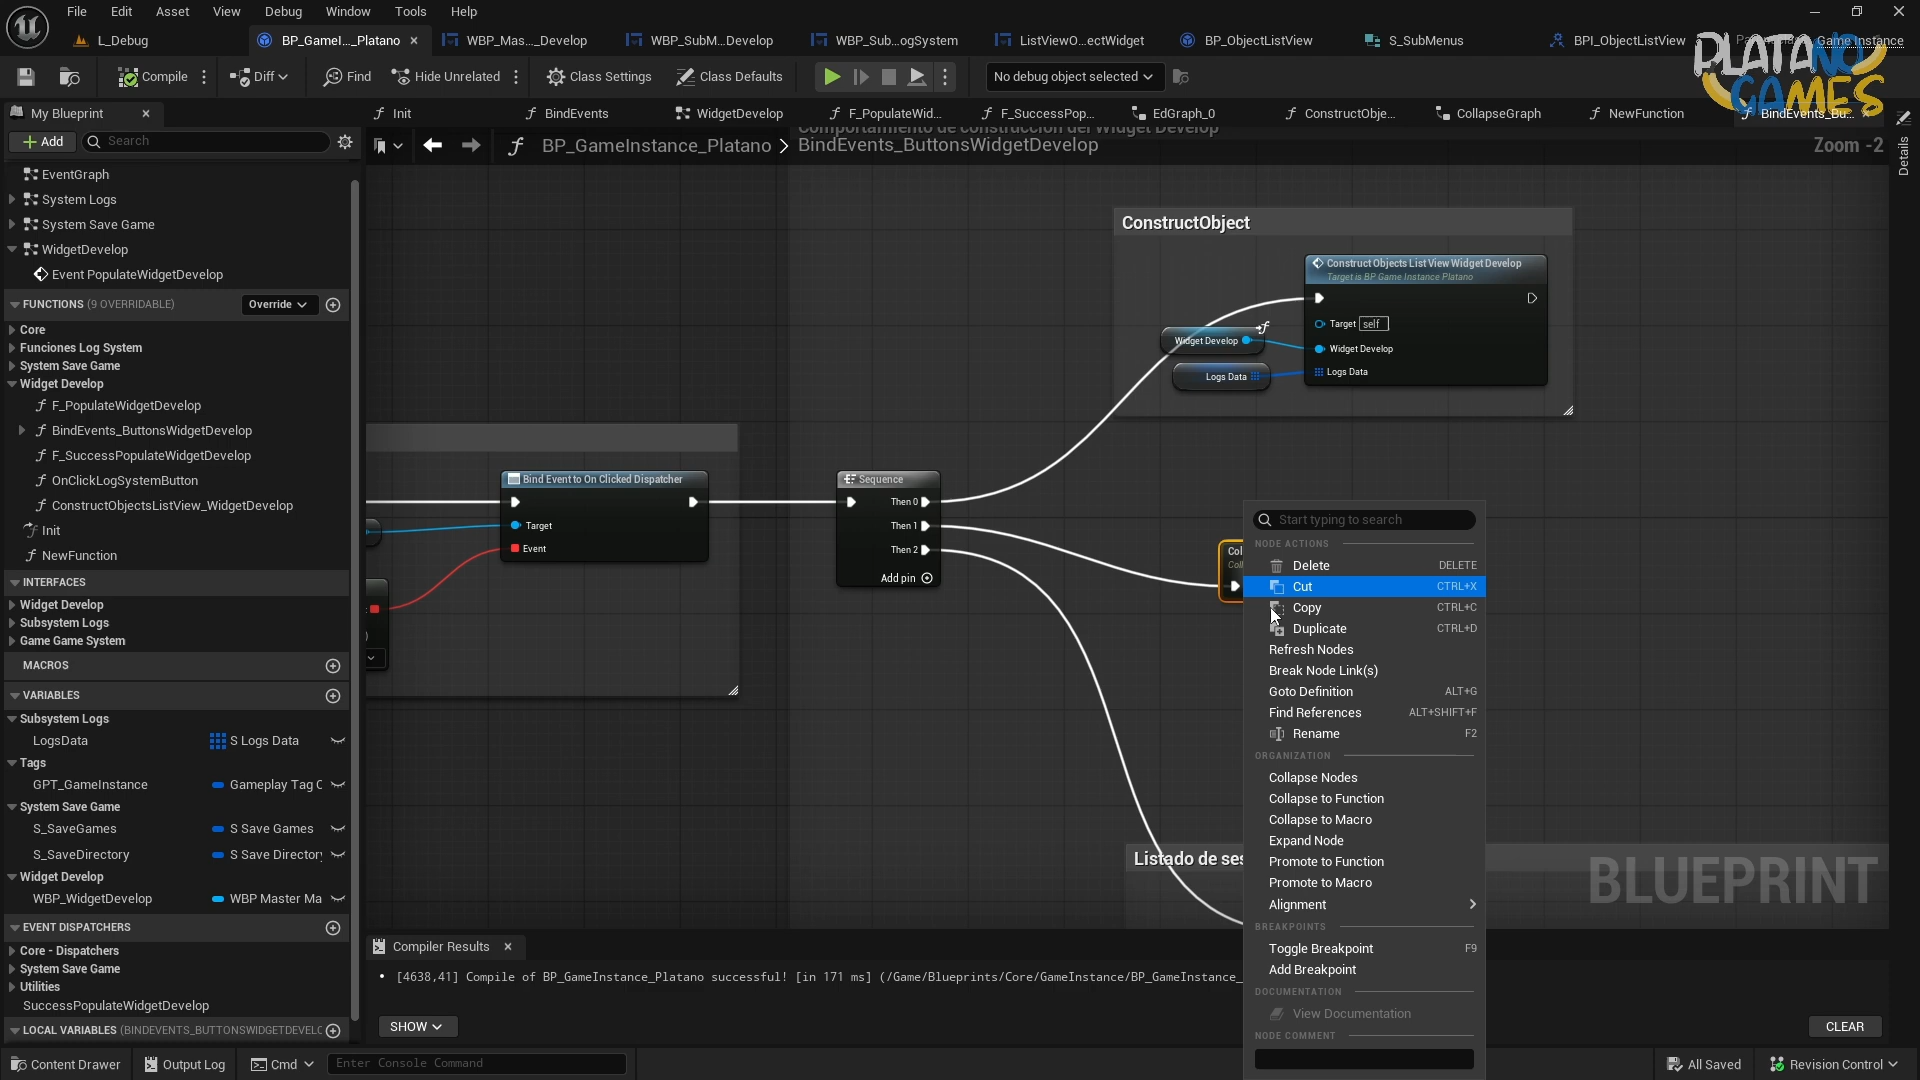 File Edit Asset View Debug Window Tools Help
L_Debug
BP_GameI..._Platano
WBP_Mas..._Develop
WBP_SubM...Develop
WBP_Sub...ogSystem
ListViewO...ectWidget
BP_ObjectListView
S_SubMenus
BPI_ObjectListView
Game Instance
PLATANO
GAMES
Compile
Diff
Find
Hide Unrelated
Class Settings
Class Defaults
No debug object selected
My Blueprint
Init
BindEvents
WidgetDevelop
F_PopulateWid...
F_SuccessPop...
EdGraph_0
ConstructObje...
CollapseGraph
NewFunction
BindEvents_Bu...
Add
Search
Comportamiento de construccion del Widget Develop
BP_GameInstance_Platano > BindEvents_ButtonsWidgetDevelop
Zoom -2
Details
EventGraph
System Logs
System Save Game
WidgetDevelop
Event PopulateWidgetDevelop
FUNCTIONS (9 OVERRIDABLE)
Override
Core
Funciones Log System
System Save Game
Widget Develop
F_PopulateWidgetDevelop
BindEvents_ButtonsWidgetDevelop
F_SuccessPopulateWidgetDevelop
OnClickLogSystemButton
ConstructObjectsListView_WidgetDevelop
Init
NewFunction
INTERFACES
Widget Develop
Subsystem Logs
Game Game System
MACROS
VARIABLES
Subsystem Logs
LogsData S Logs Data
Tags
GPT_GameInstance Gameplay Tag C
System Save Game
S_SaveGames S Save Games
S_SaveDirectory S Save Directory
Widget Develop
WBP_WidgetDevelop WBP Master Ma
EVENT DISPATCHERS
Core - Dispatchers
System Save Game
Utilities
SuccessPopulateWidgetDevelop
LOCAL VARIABLES (BINDEVENTS_BUTTONSWIDGETDEVELO
ConstructObject
Construct Objects List View Widget Develop
Target is BP Game Instance Platano
Target self
Widget Develop
Logs Data
Widget Develop
Logs Data
Bind Event to On Clicked Dispatcher
Target
Event
Sequence
Then 0
Then 1
Then 2
Add pin
Col
Coll
Listado de ses
BLUEPRINT
Start typing to search
NODE ACTIONS
Delete DELETE
Cut CTRL+X
Copy CTRL+C
Duplicate CTRL+D
Refresh Nodes
Break Node Link(s)
Goto Definition ALT+G
Find References ALT+SHIFT+F
Rename F2
ORGANIZATION
Collapse Nodes
Collapse to Function
Collapse to Macro
Expand Node
Promote to Function
Promote to Macro
Alignment
BREAKPOINTS
Toggle Breakpoint F9
Add Breakpoint
DOCUMENTATION
View Documentation
NODE COMMENT
Compiler Results
[4638,41] Compile of BP_GameInstance_Platano successful! [in 171 ms] (/Game/Blueprints/Core/GameInstance/BP_GameInstance_
SHOW
CLEAR
Content Drawer
Output Log
Cmd
Enter Console Command
All Saved
Revision Control